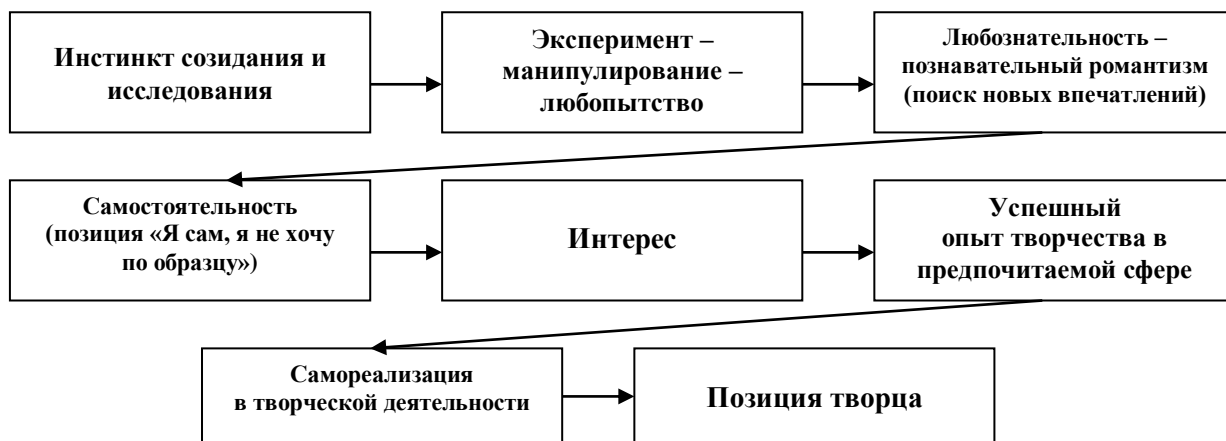 Инстинкт созидания и
исследования
Эксперимент –
манипулирование –
любопытство
Любознательность –
познавательный романтизм
(поиск новых впечатлений)
Самостоятельность
(позиция «Я сам, я не хочу
по образцу»)
Интерес
Успешный
опыт творчества в
предпочитаемой сфере
Самореализация
в творческой деятельности
Позиция творца